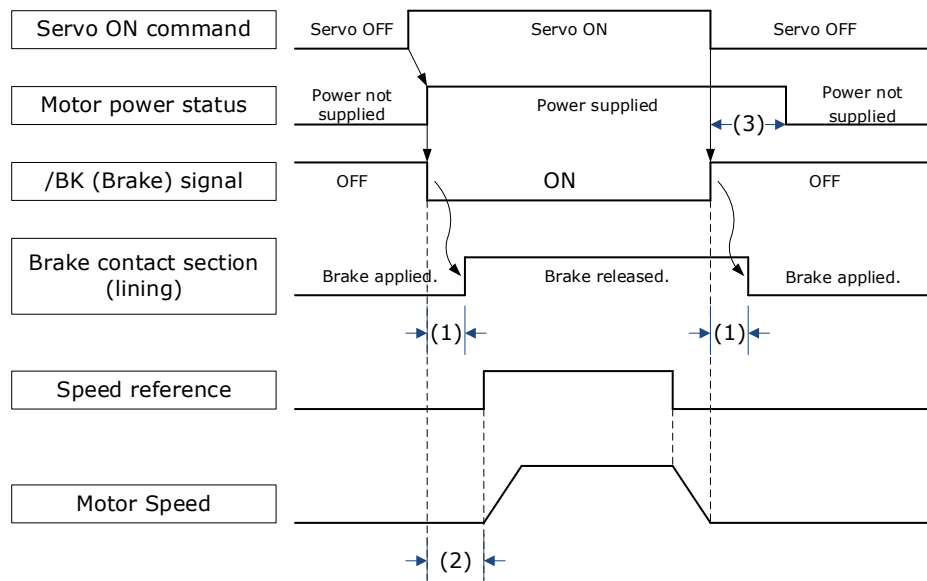 Servo ON command
Servo OFF
Servo ON
Servo OFF
Motor power status
Power not
supplied
Power supplied
Power not
supplied
(3)
/BK (Brake) signal
OFF
ON
OFF
Brake contact section
(lining)
Brake applied.
Brake released.
Brake applied.
(1)
(1)
Speed reference
Motor Speed
(2)